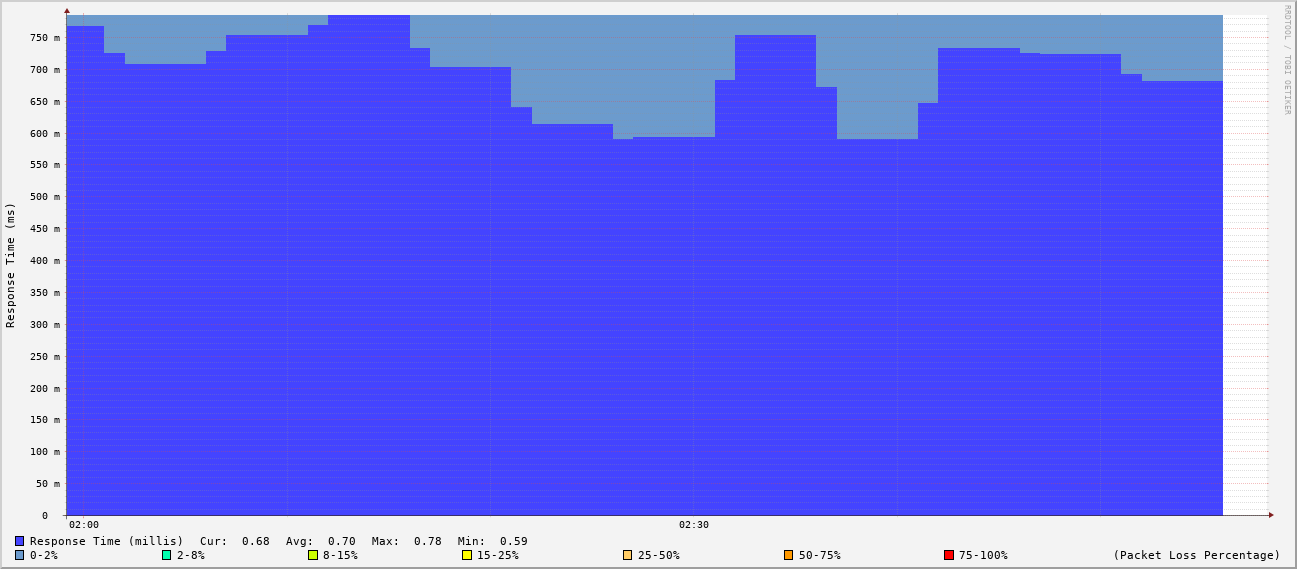 RRDTOOL / TOBI OETIKER
Response Time (ms)
750 m
700 m
650 m
600 m
550 m
500 m
450 m
400 m
350 m
300 m
250 m
200 m
150 m
100 m
50 m
0
02:00 02:30
Response Time (millis) Cur: 0.68 Avg: 0.70 Max: 0.78 Min: 0.59
0-2% 2-8% 8-15% 15-25% 25-50% 50-75% 75-100% (Packet Loss Percentage)